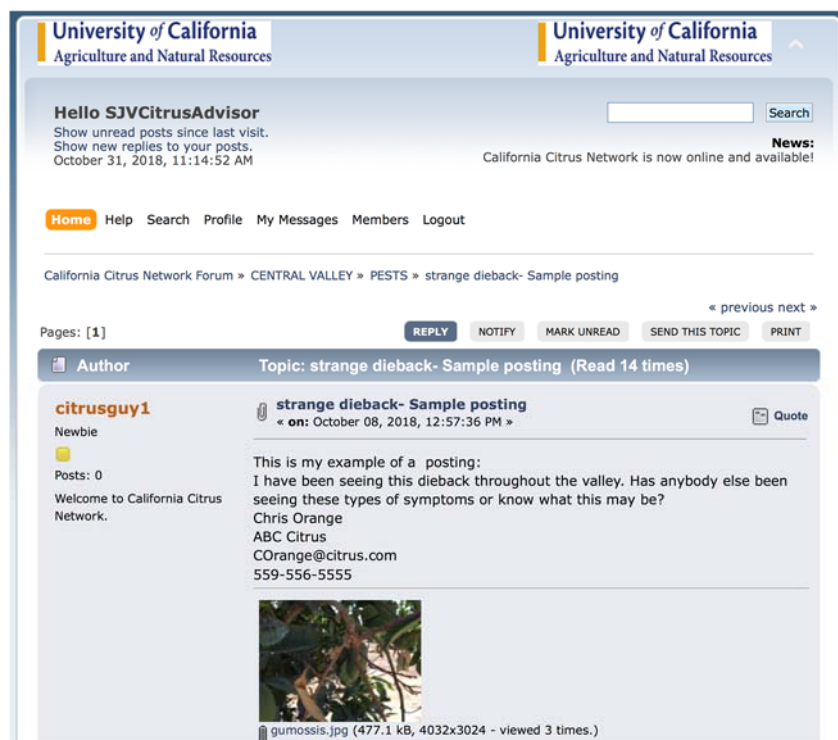 University of California
Agriculture and Natural Resources
University of California
Agriculture and Natural Resources
Hello SJVCitrusAdvisor
Show unread posts since last visit.
Show new replies to your posts.
October 31, 2018, 11:14:52 AM
Search
News:
California Citrus Network is now online and available!
Home Help Search Profile My Messages Members Logout
California Citrus Network Forum » CENTRAL VALLEY » PESTS » strange dieback- Sample posting
« previous next »
Pages: [1]
REPLY NOTIFY MARK UNREAD SEND THIS TOPIC PRINT
Author Topic: strange dieback- Sample posting (Read 14 times)
citrusguy1
Newbie
Posts: 0
Welcome to California Citrus
Network.
strange dieback- Sample posting
« on: October 08, 2018, 12:57:36 PM »
Quote
This is my example of a posting:
I have been seeing this dieback throughout the valley. Has anybody else been
seeing these types of symptoms or know what this may be?
Chris Orange
ABC Citrus
COrange@citrus.com
559-556-5555
gumossis.jpg (477.1 kB, 4032x3024 - viewed 3 times.)